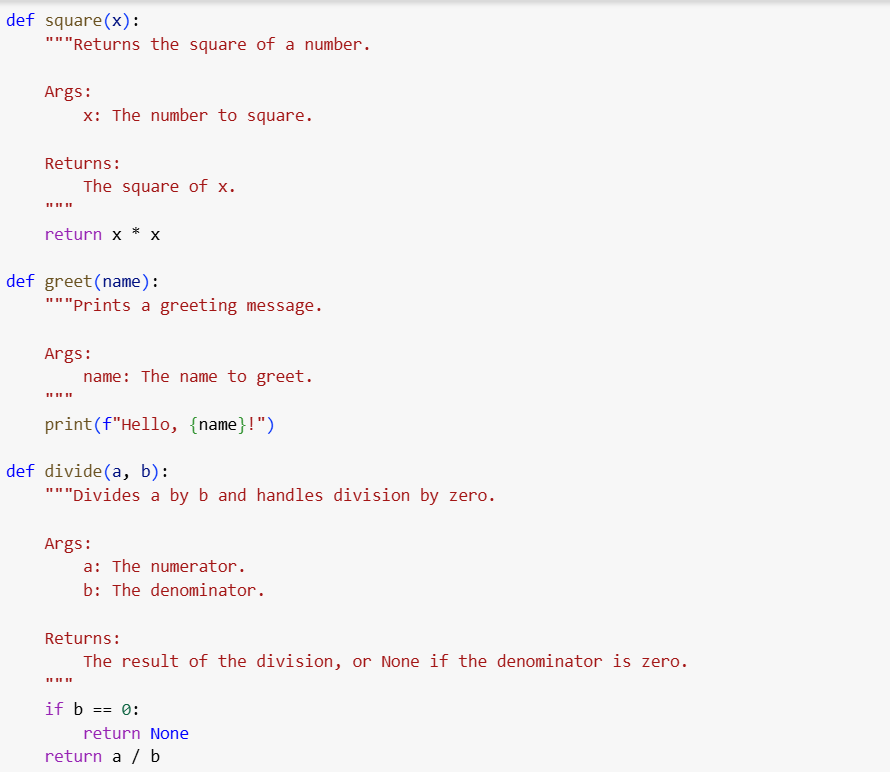 def square(x):
    """Returns the square of a number.

    Args:
        x: The number to square.

    Returns:
        The square of x.
    """
    return x * x

def greet(name):
    """Prints a greeting message.

    Args:
        name: The name to greet.
    """
    print(f"Hello, {name}!")

def divide(a, b):
    """Divides a by b and handles division by zero.

    Args:
        a: The numerator.
        b: The denominator.

    Returns:
        The result of the division, or None if the denominator is zero.
    """
    if b == 0:
        return None
    return a / b